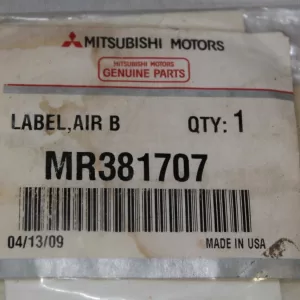 MITSUBISHI MOTORS
MITSUBISHI MOTORS
GENUINE PARTS
LABEL,AIR B QTY: 1
MR381707
04/13/09 MADE IN USA